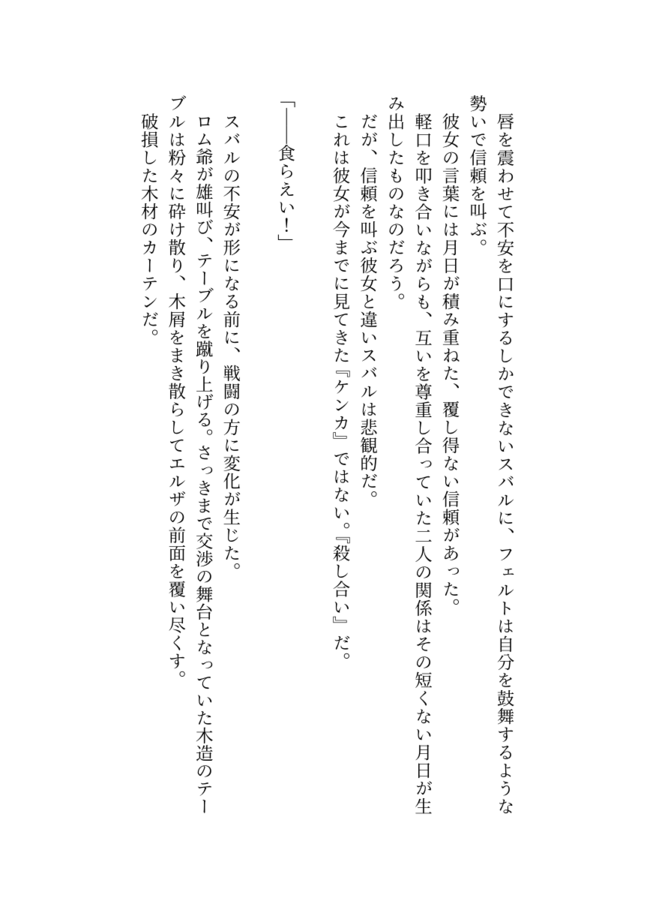 唇を震わせて不安を口にするしかできないスバルに、フェルトは自分を鼓舞するような
勢いで信頼を叫ぶ。
彼女の言葉には月日が積み重ねた、覆し得ない信頼があった。
軽口を叩き合いながらも、互いを尊重し合っていた二人の関係はその短くない月日が生
み出したものなのだろう。
だが、信頼を叫ぶ彼女と違いスバルは悲観的だ。
これは彼女が今までに見てきた『ケンカ』ではない。『殺し合い』だ。
「――食らえい！」
スバルの不安が形になる前に、戦闘の方に変化が生じた。
ロム爺が雄叫び、テーブルを蹴り上げる。さっきまで交渉の舞台となっていた木造のテー
ブルは粉々に砕け散り、木屑をまき散らしてエルザの前面を覆い尽くす。
破損した木材のカーテンだ。